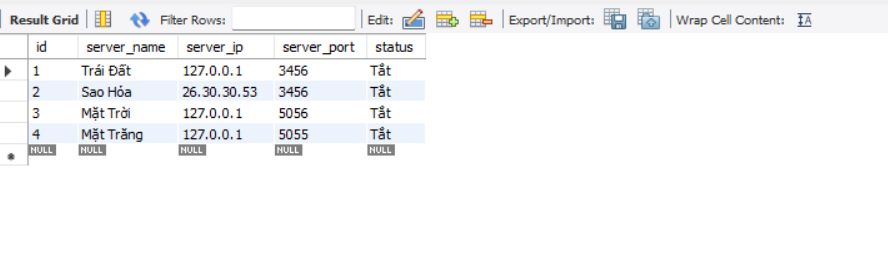 Result Grid Filter Rows: Edit: Export/Import: Wrap Cell Content: IA
id server_name server_ip server_port status
1 Trái Đất 127.0.0.1 3456 Tắt
2 Sao Hỏa 26.30.30.53 3456 Tắt
3 Mặt Trời 127.0.0.1 5056 Tắt
4 Mặt Trăng 127.0.0.1 5055 Tắt
NULL NULL NULL NULL NULL